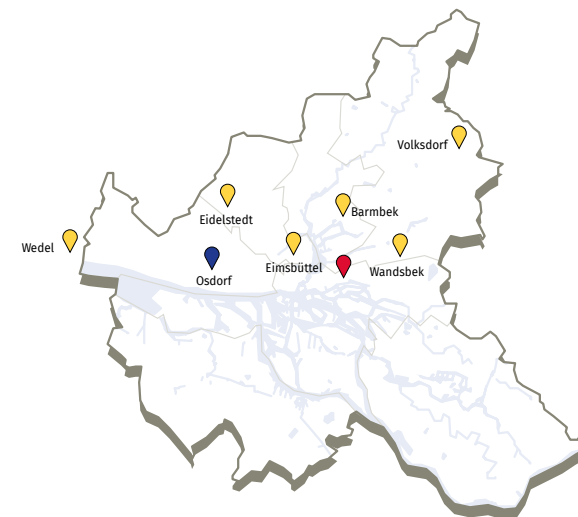 Volksdorf
Barmbek
Eidelstedt
Wedel
Eimsbüttel
Wandsbek
Osdorf